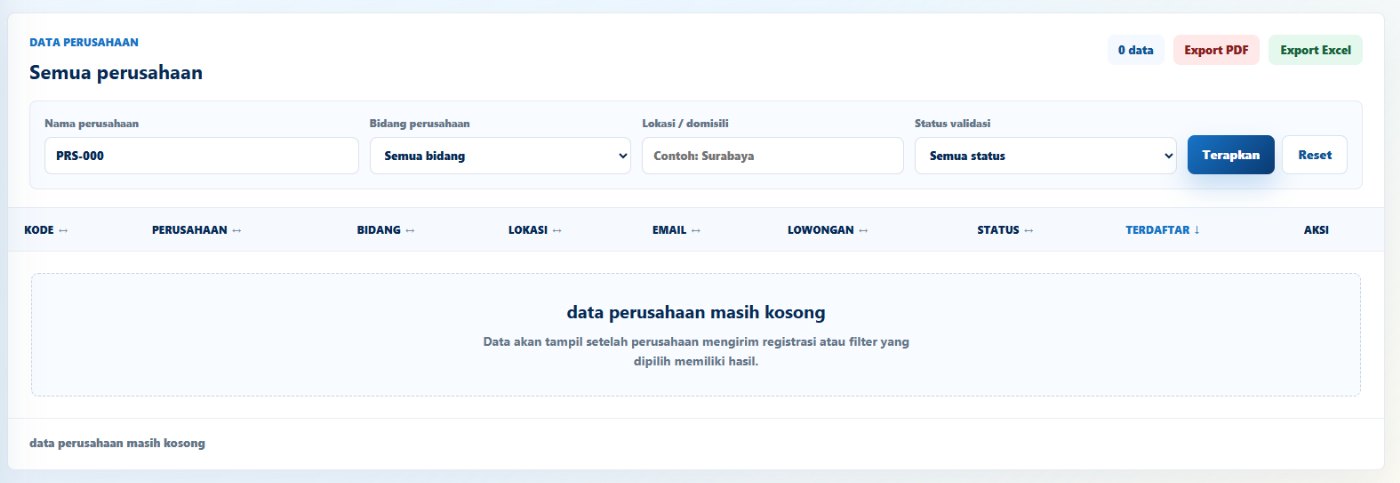 DATA PERUSAHAAN
Semua perusahaan
0 data
Export PDF
Export Excel
Nama perusahaan
Bidang perusahaan
Lokasi / domisili
Status validasi
PRS-000
Semua bidang
Contoh: Surabaya
Semua status
Terapkan
Reset
KODE ↔ PERUSAHAAN ↔ BIDANG ↔ LOKASI ↔ EMAIL ↔ LOWONGAN ↔ STATUS ↔ TERDAFTAR ↓ AKSI
data perusahaan masih kosong
Data akan tampil setelah perusahaan mengirim registrasi atau filter yang
dipilih memiliki hasil.
data perusahaan masih kosong